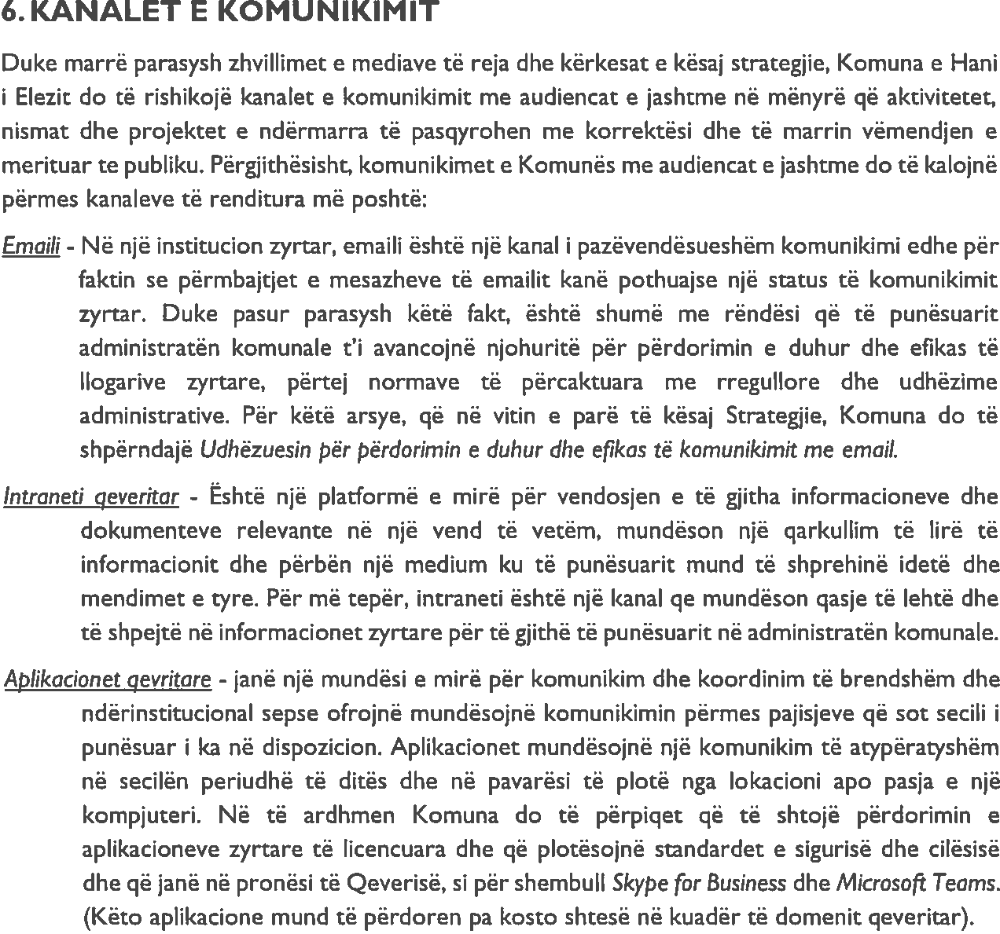 6. KANALET E KOMUNIKIMIT
Duke marrë parasysh zhvillimet e mediave të reja dhe kërkesat e kësaj strategjie, Komuna e Hani
i Elezit do të rishikojë kanalet e komunikimit me audiencat e jashtme në mënyrë që aktivitetet,
nismat dhe projektet e ndërmarra të pasqyrohen me korrektësi dhe të marrin vëmendjen e
merituar te publiku. Përgjithësisht, komunikimet e Komunës me audiencat e jashtme do të kalojnë
përmes kanaleve të renditura më poshtë:
Emaili - Në një institucion zyrtar, emaili është një kanal i pazëvendësueshëm komunikimi edhe për
faktin se përmbajtjet e mesazheve të emailit kanë pothuajse një status të komunikimit
zyrtar. Duke pasur parasysh këtë fakt, është shumë me rëndësi që të punësuarit
administratën komunale t'i avancojnë njohuritë për përdorimin e duhur dhe efikas të
llogarive zyrtare, përtej normave të përcaktuara me rregullore dhe udhëzime
administrative. Për këtë arsye, që në vitin e parë të kësaj Strategjie, Komuna do të
shpërndajë Udhëzuesin për përdorimin e duhur dhe efikas të komunikimit me email.
Intraneti qeveritar - Është një platformë e mirë për vendosjen e të gjitha informacioneve dhe
dokumenteve relevante në një vend të vetëm, mundëson një qarkullim të lirë të
informacionit dhe përbën një medium ku të punësuarit mund të shprehinë idetë dhe
mendimet e tyre. Për më tepër, intraneti është një kanal qe mundëson qasje të lehtë dhe
të shpejtë në informacionet zyrtare për të gjithë të punësuarit në administratën komunale.
Aplikacionet qevritare - janë një mundësi e mirë për komunikim dhe koordinim të brendshëm dhe
ndërinstitucional sepse ofrojnë mundësojnë komunikimin përmes pajisjeve që sot secili i
punësuar i ka në dispozicion. Aplikacionet mundësojnë një komunikim të atypëratyshëm
në secilën periudhë të ditës dhe në pavarësi të plotë nga lokacioni apo pasja e një
kompjuteri. Në të ardhmen Komuna do të përpiqet që të shtojë përdorimin e
aplikacioneve zyrtare të licencuara dhe që plotësojnë standardet e sigurisë dhe cilësisë
dhe që janë në pronësi të Qeverisë, si për shembull Skype for Business dhe Microsoft Teams.
(Këto aplikacione mund të përdoren pa kosto shtesë në kuadër të domenit qeveritar).